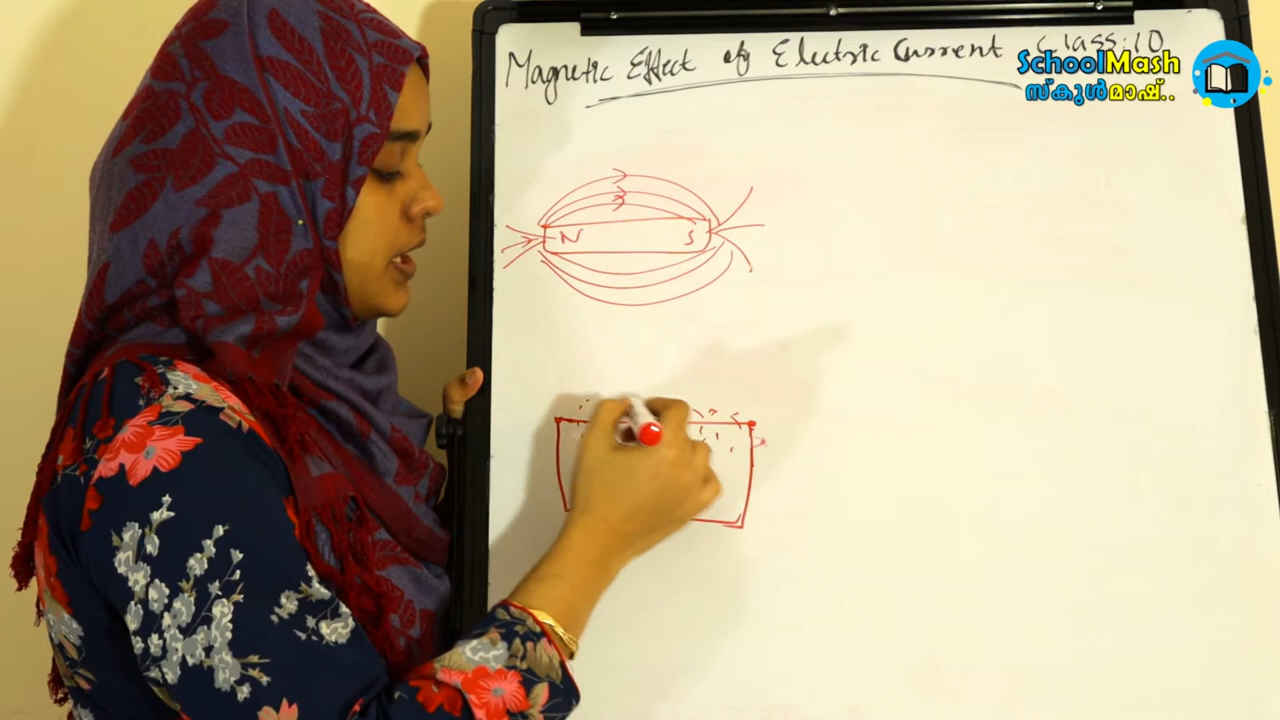 Magnetic Effect of Electric Current Class:10
SchoolMash
സ്കൂൾമാഷ്..
N S